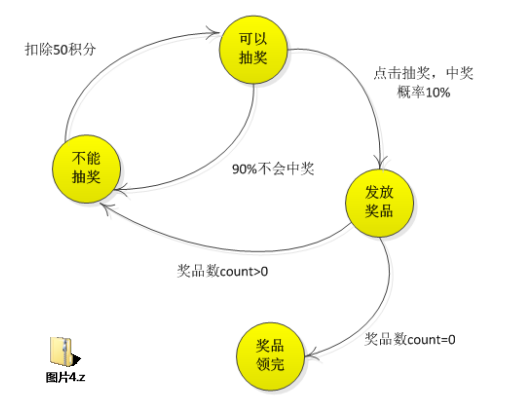 可以
抽奖
扣除50积分
点击抽奖，中奖
概率10%
不能
抽奖
90%不会中奖
发放
奖品
奖品数count>0
奖品数count=0
奖品
领完
图片4.z